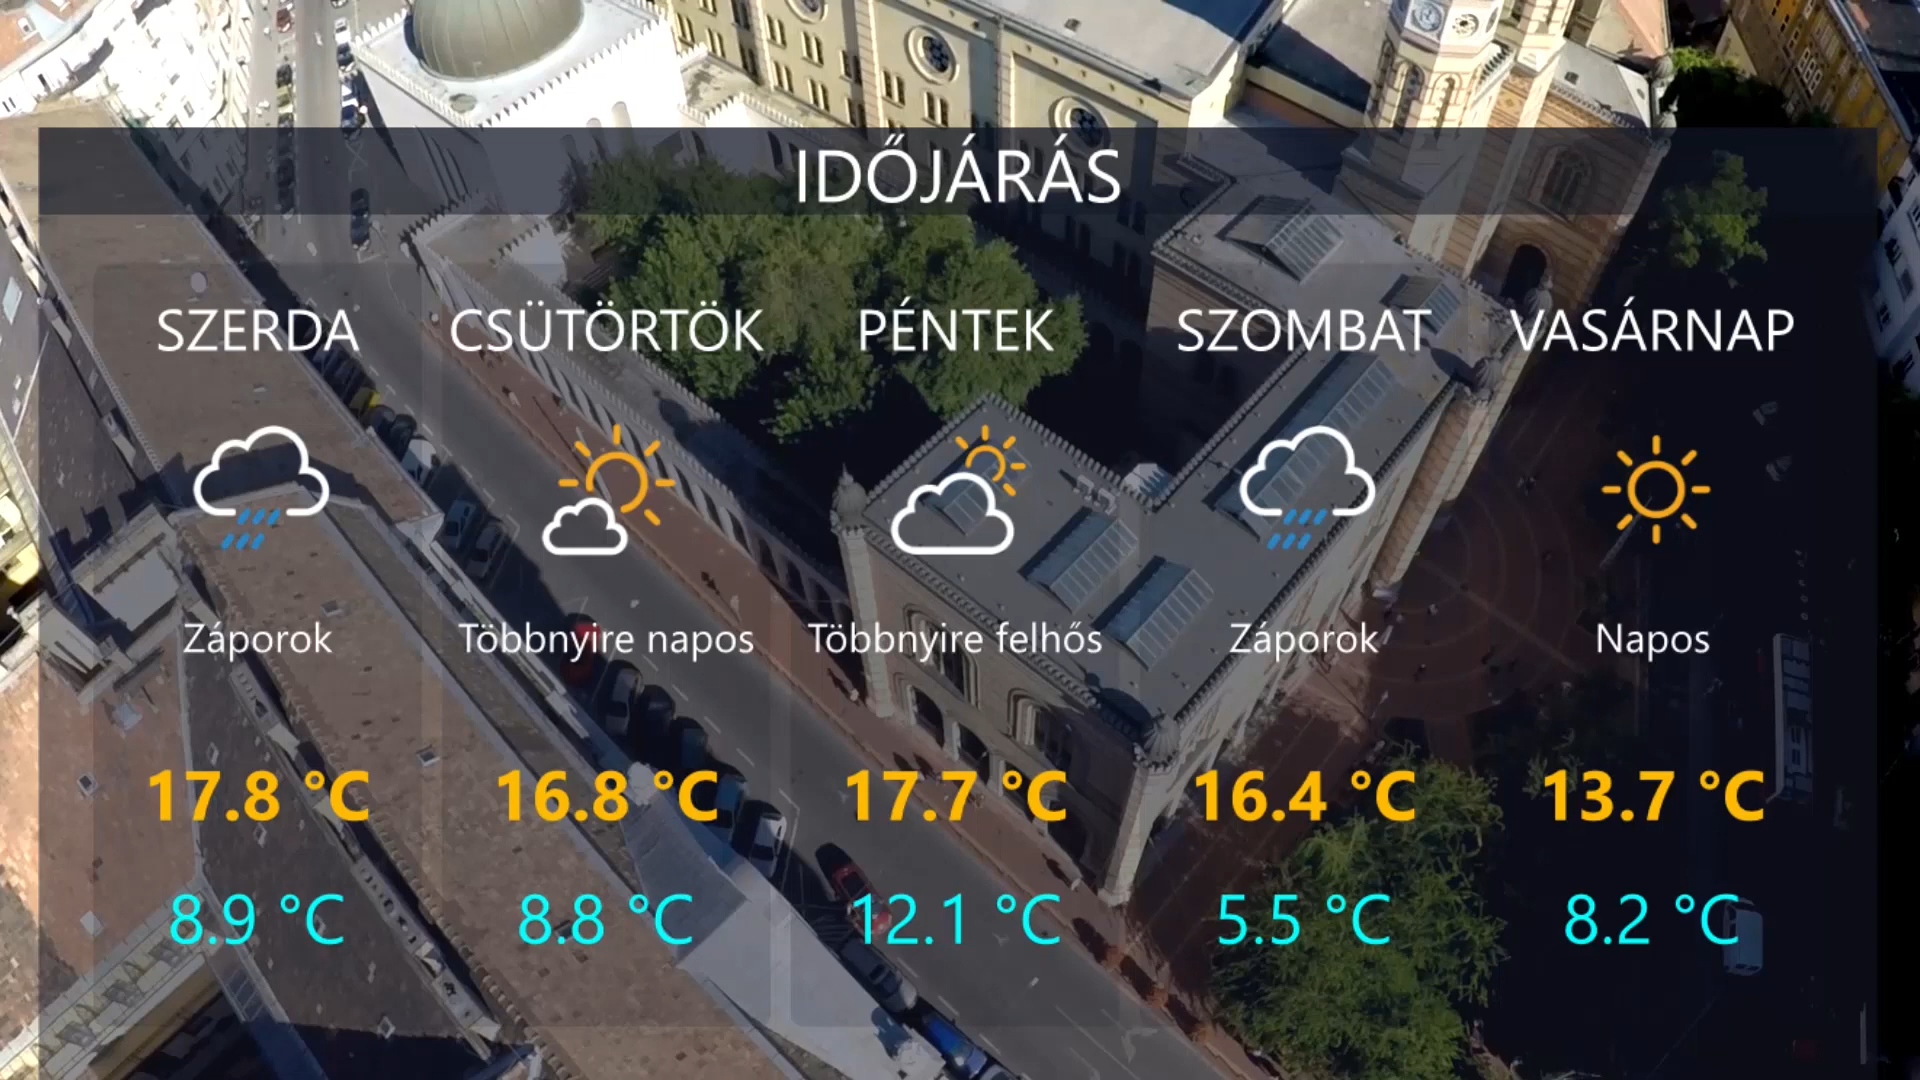 IDŐJÁRÁS
SZERDA CSÜTÖRTÖK PÉNTEK SZOMBAT VASÁRNAP
Záporok Többnyire napos Többnyire felhős Záporok Napos
17.8 °C 16.8 °C 17.7 °C 16.4 °C 13.7 °C
8.9 °C 8.8 °C 12.1 °C 5.5 °C 8.2 °C